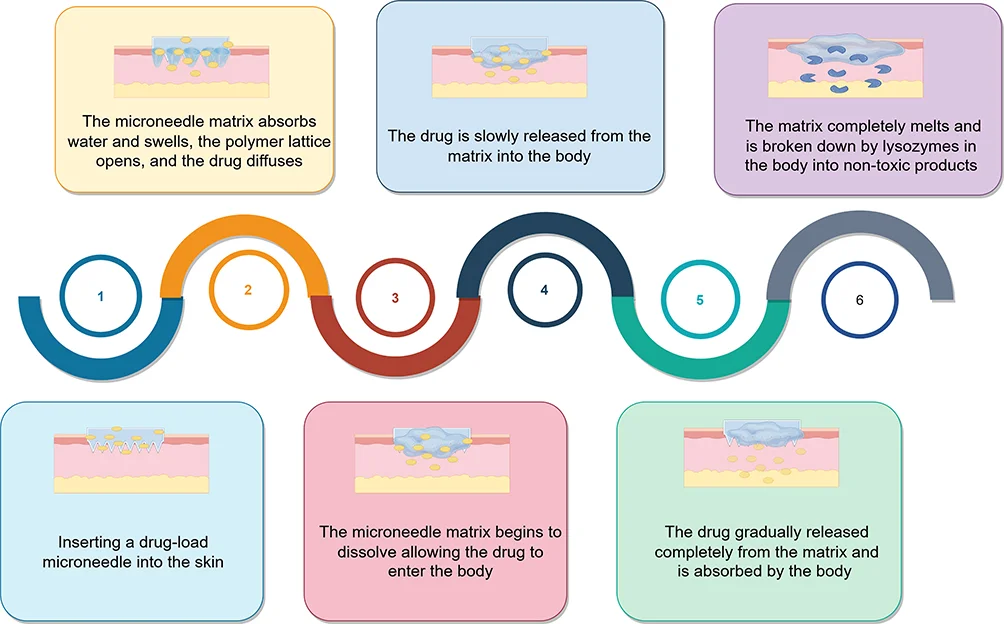 The microneedle matrix absorbs
water and swells, the polymer lattice
opens, and the drug diffuses
The drug is slowly released from the
matrix into the body
The matrix completely melts and
is broken down by lysozymes in
the body into non-toxic products
1
2
3
4
5
6
Inserting a drug-load
microneedle into the skin
The microneedle matrix begins to
dissolve allowing the drug to
enter the body
The drug gradually released
completely from the matrix and
is absorbed by the body